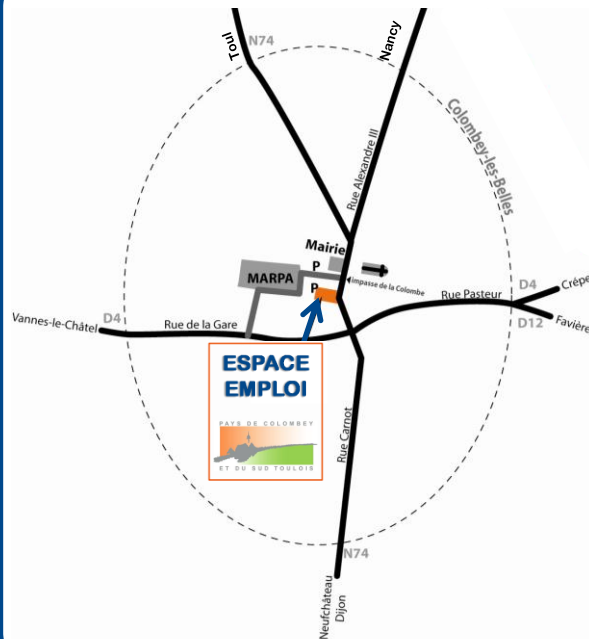 Toul
N74
Nancy
Colombey-les-Belles
Rue Alexandre III
Mairie
P
MARPA
P
impasse de la Colombe
Rue Pasteur
D4
Crépe
D12
Favière
Vannes-le-Châtel
D4
Rue de la Gare
ESPACE
EMPLOI
PAYS DE COLOMBEY
ET DU SUD TOULOIS
Rue Carnot
N74
Neufchâteau
Dijon